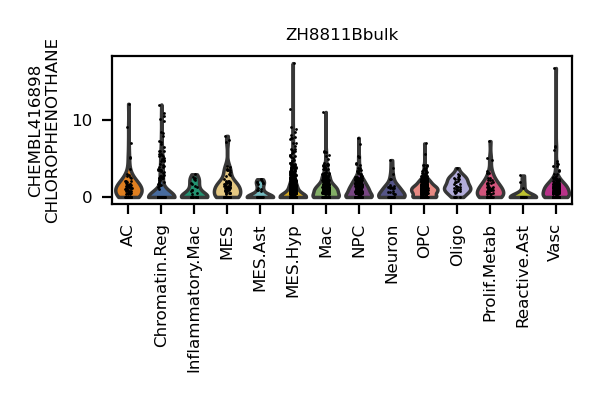 ZH8811Bbulk
CHEMBL416898
CHLOROPHENOTHANE
10
0
AC
Chromatin.Reg
Inflammatory.Mac
MES
MES.Ast
MES.Hyp
Mac
NPC
Neuron
OPC
Oligo
Prolif.Metab
Reactive.Ast
Vasc